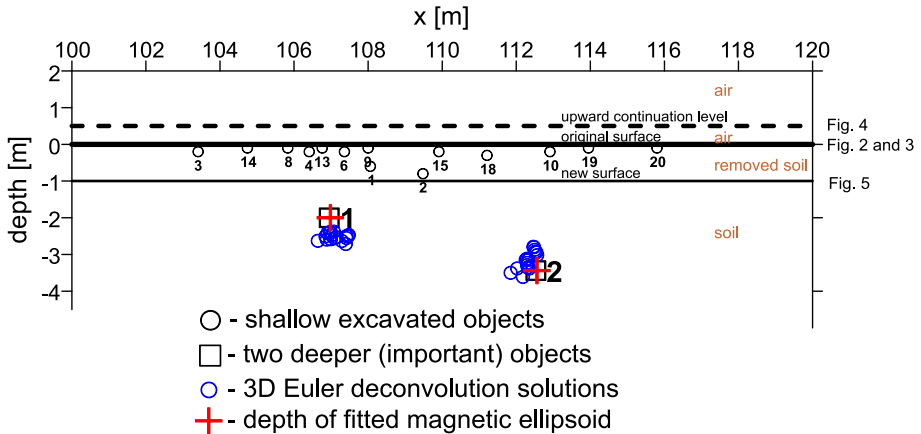 x [m]
100 102 104 106 108 110 112 114 116 118 120
depth [m]
2
1
0
-1
-2
-3
-4
air
upward continuation level
Fig. 4
original surface
air
Fig. 2 and 3
3 14 8 4 13 6 9 15 18 10 19 20
removed soil
1 2
new surface
Fig. 5
1
soil
2
- shallow excavated objects
- two deeper (important) objects
- 3D Euler deconvolution solutions
- depth of fitted magnetic ellipsoid